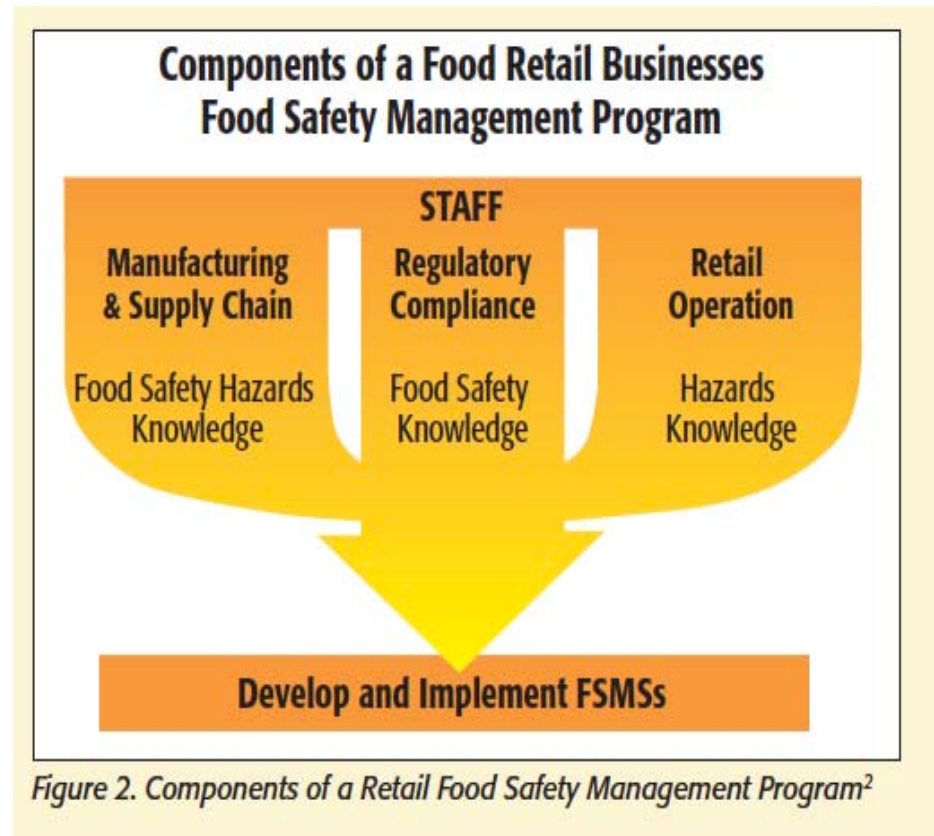 Components of a Food Retail Businesses
Food Safety Management Program
STAFF
Manufacturing
& Supply Chain
Food Safety Hazards
Knowledge
Regulatory
Compliance
Food Safety
Knowledge
Retail
Operation
Hazards
Knowledge
Develop and Implement FSMSs
Figure 2. Components of a Retail Food Safety Management Program²